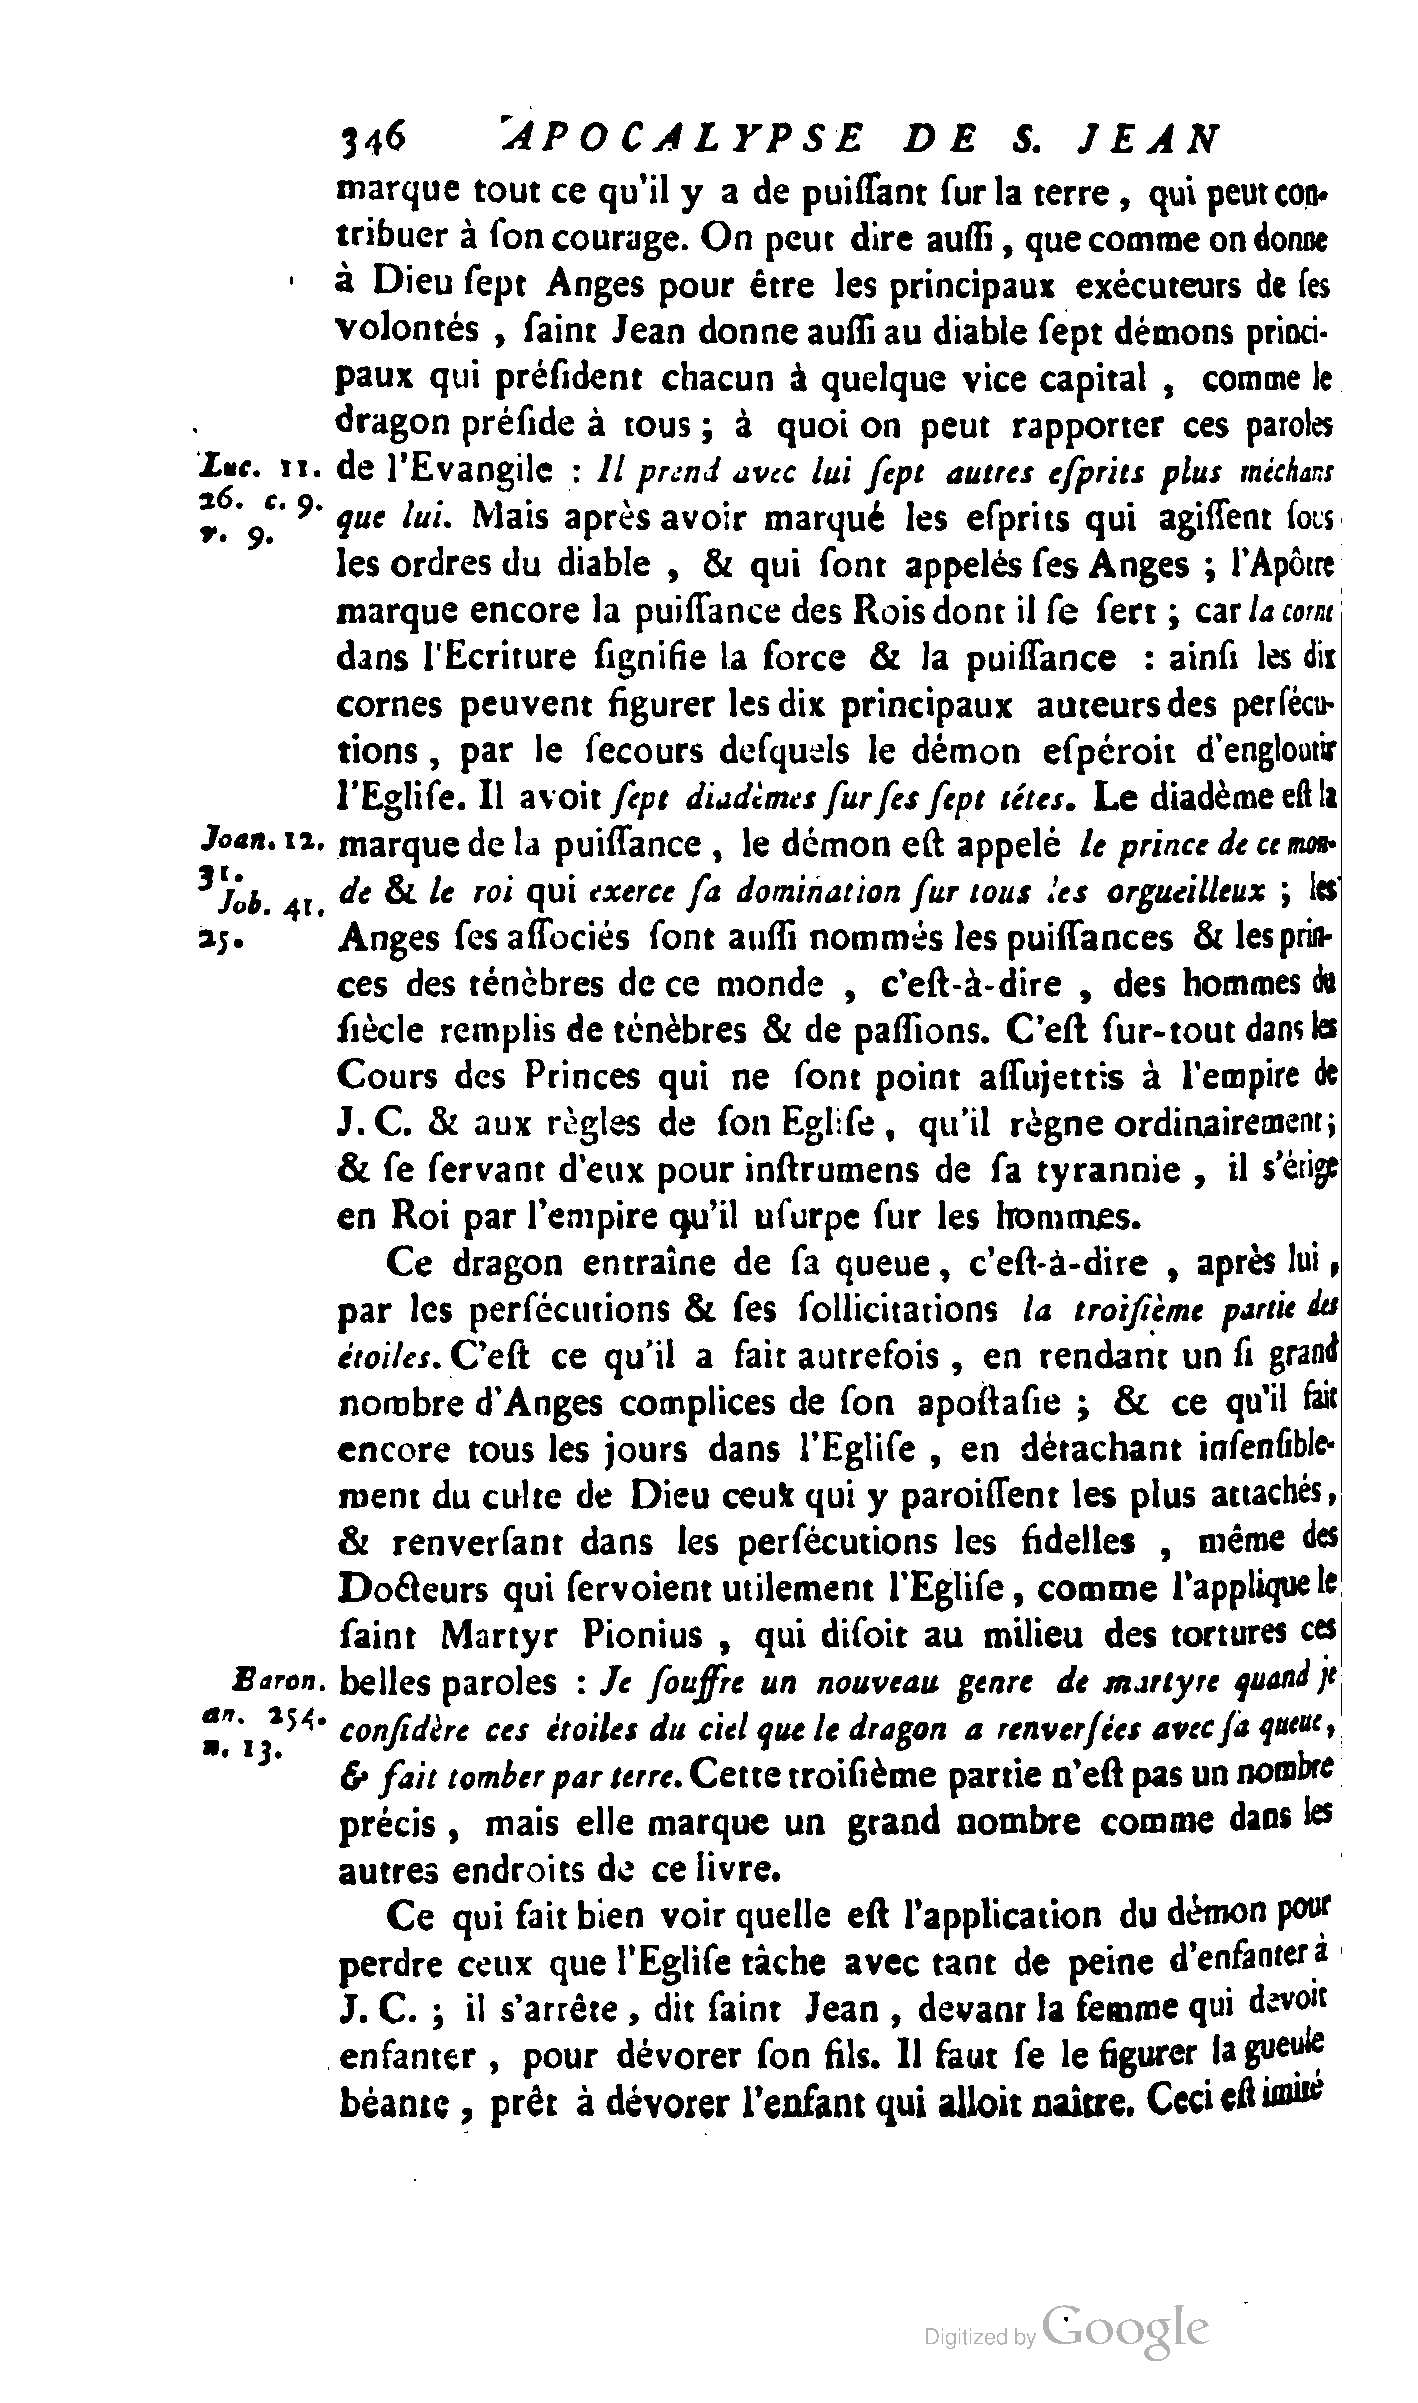 346 APOCALYPSE DE S. JEAN
marque tout ce qu'il y a de puiſſant ſur la terre, qui peut con-
tribuer à ſon courage. On peut dire auſſi, que comme on donne
à Dieu ſept Anges pour être les principaux exécuteurs de ſes
volontés, ſaint Jean donne auſſi au diable ſept démons princi-
paux qui préſident chacun à quelque vice capital, comme le
dragon préſide à tous; à quoi on peut rapporter ces paroles
Luc. 11. de l'Evangile : Il prend avec lui ſept autres eſprits plus méchans
26. c. 9. que lui. Mais après avoir marqué les eſprits qui agiſſent ſous
v. 9.
les ordres du diable, & qui ſont appelés ſes Anges; l'Apôtre
marque encore la puiſſance des Rois dont il ſe ſert; car la corne
dans l'Ecriture ſignifie la force & la puiſſance : ainſi les dix
cornes peuvent figurer les dix principaux auteurs des perſécu-
tions, par le ſecours deſquels le démon eſpéroit d'engloutir
l'Egliſe. Il avoit ſept diadèmes ſur ſes ſept tétes. Le diadème eſt la
Joan. 12. marque de la puiſſance, le démon eſt appelé le prince de ce mon-
31.
Job. 41. de & le roi qui exerce ſa domination ſur tous les orgueilleux; les
25. Anges ſes aſſociés ſont auſſi nommés les puiſſances & les prin-
ces des ténèbres de ce monde, c'eſt-à-dire, des hommes du
ſiècle remplis de ténèbres & de paſſions. C'eſt ſur-tout dans les
Cours des Princes qui ne ſont point aſſujettis à l'empire de
J. C. & aux règles de ſon Egliſe, qu'il règne ordinairement;
& ſe ſervant d'eux pour inſtrumens de ſa tyrannie, il s'érige
en Roi par l'empire qu'il uſurpe ſur les hommes.
Ce dragon entraîne de ſa queue, c'eſt-à-dire, après lui,
par les perſécutions & ſes ſollicitations la troiſième partie des
étoiles. C'eſt ce qu'il a fait autrefois, en rendant un ſi grand
nombre d'Anges complices de ſon apoſtaſie; & ce qu'il fait
encore tous les jours dans l'Egliſe, en détachant inſenſible-
ment du culte de Dieu ceux qui y paroiſſent les plus attachés,
& renverſant dans les perſécutions les fidelles, même des
Docteurs qui ſervoient utilement l'Egliſe, comme l'applique le
ſaint Martyr Pionius, qui diſoit au milieu des tortures ces
Baron. belles paroles : Je ſouffre un nouveau genre de martyre quand je
an. 254. conſidère ces étoiles du ciel que le dragon a renverſées avec ſa queue,
n. 13.
& fait tomber par terre. Cette troiſième partie n'eſt pas un nombre
précis, mais elle marque un grand nombre comme dans les
autres endroits de ce livre.
Ce qui fait bien voir quelle eſt l'application du démon pour
perdre ceux que l'Egliſe tâche avec tant de peine d'enfanter à
J. C.; il s'arrête, dit ſaint Jean, devant la femme qui devoit
enfanter, pour dévorer ſon fils. Il faut ſe le figurer la gueule
béante, prêt à dévorer l'enfant qui alloit naître. Ceci eſt imité
Digitized by Google